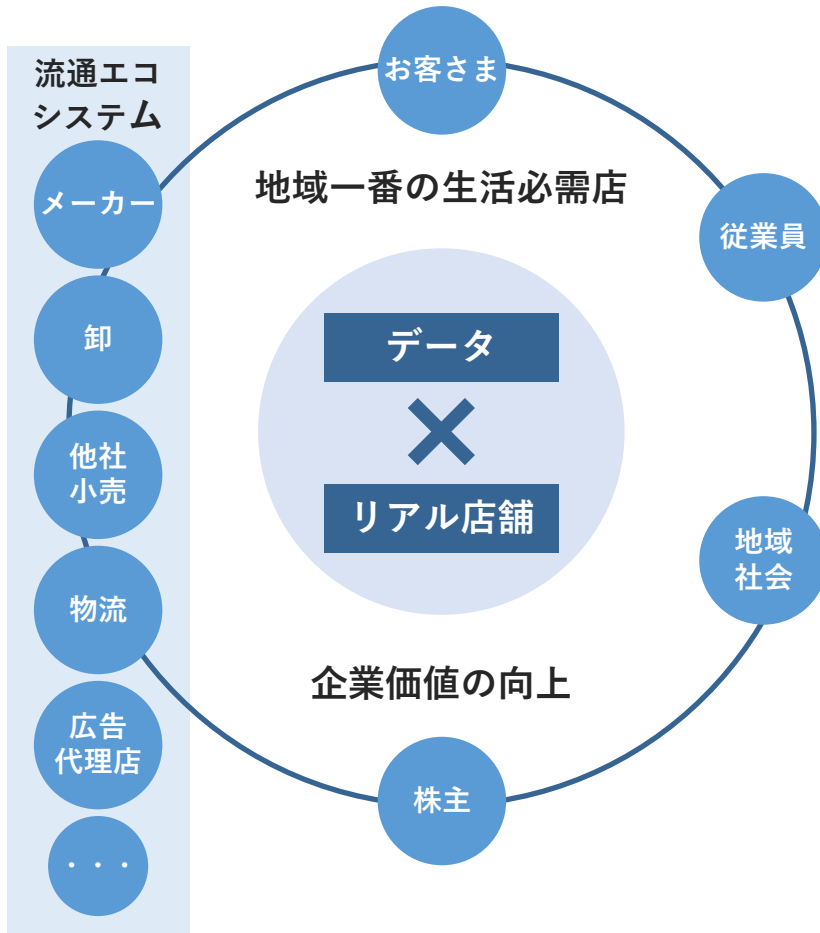 流通エコ
システム
メーカー
卸
他社
小売
物流
広告
代理店
・・・
お客さま
地域一番の生活必需店
従業員
データ
×
リアル店舗
地域
社会
企業価値の向上
株主